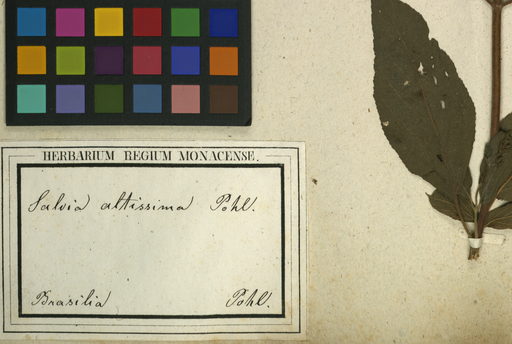 HERBARIUM REGIUM MONACENSE.
Salvia altissima Pohl.
Brasilia Pohl.